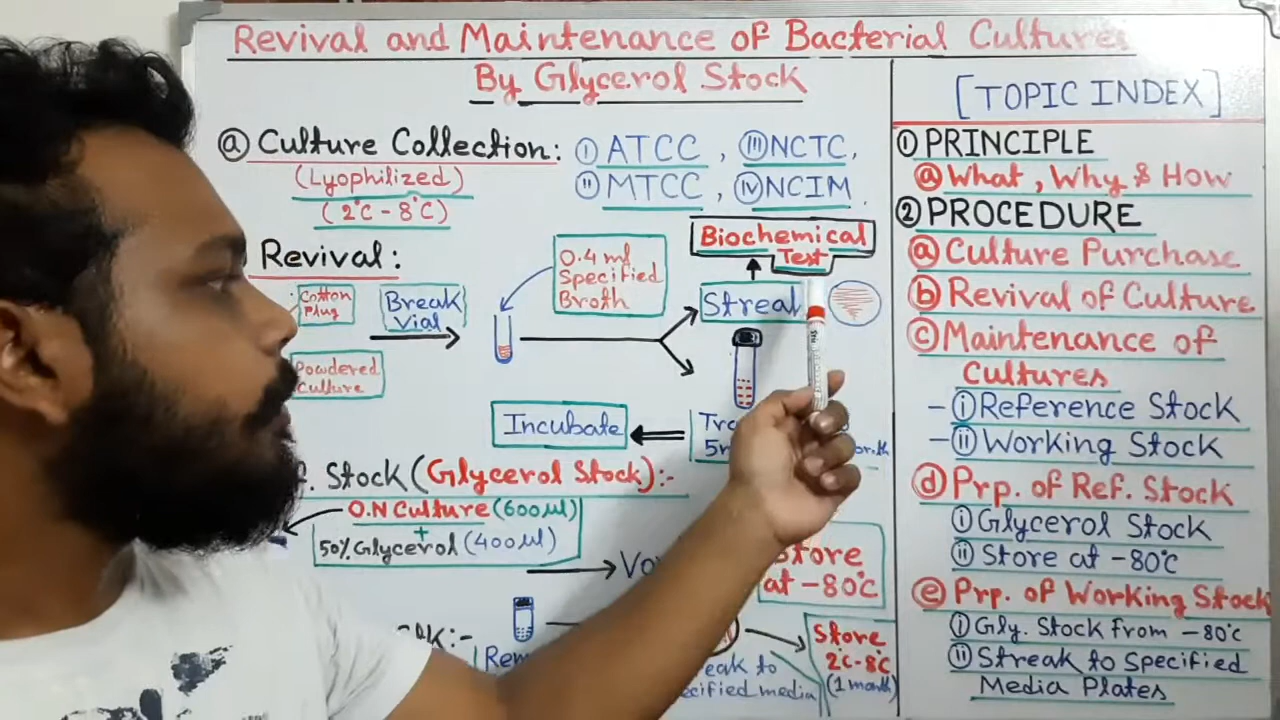 Revival and Maintenance of Bacterial Cultures
By Glycerol Stock
ⓐ Culture Collection: ⓘ ATCC, ⓘⓘⓘ NCTC,
(Lyophilized) ⓘⓘ MTCC, ⓘⓥ NCIM.
(2°C - 8°C)
Revival:
Biochemical
Test
0.4 ml
Specified
Broth
Cotton
Plug
Break
Vial
Powdered
Culture
Incubate
Stock (Glycerol Stock):-
O.N Culture (600 µl)
+
50% Glycerol (400 µl)
Store
at -80°C
Store
2°C-8°C
(1 month)
[TOPIC INDEX]
① PRINCIPLE
ⓐ What, Why & How
② PROCEDURE
ⓐ Culture Purchase
ⓑ Revival of Culture
ⓒ Maintenance of
Cultures
- ⓘ Reference Stock
- ⓘⓘ Working Stock
ⓓ Prp. of Ref. Stock
ⓘ Glycerol Stock
ⓘⓘ Store at -80°C
ⓔ Prp. of Working Stock
ⓘ Gly. Stock from -80°C
ⓘⓘ Streak to Specified
Media Plates